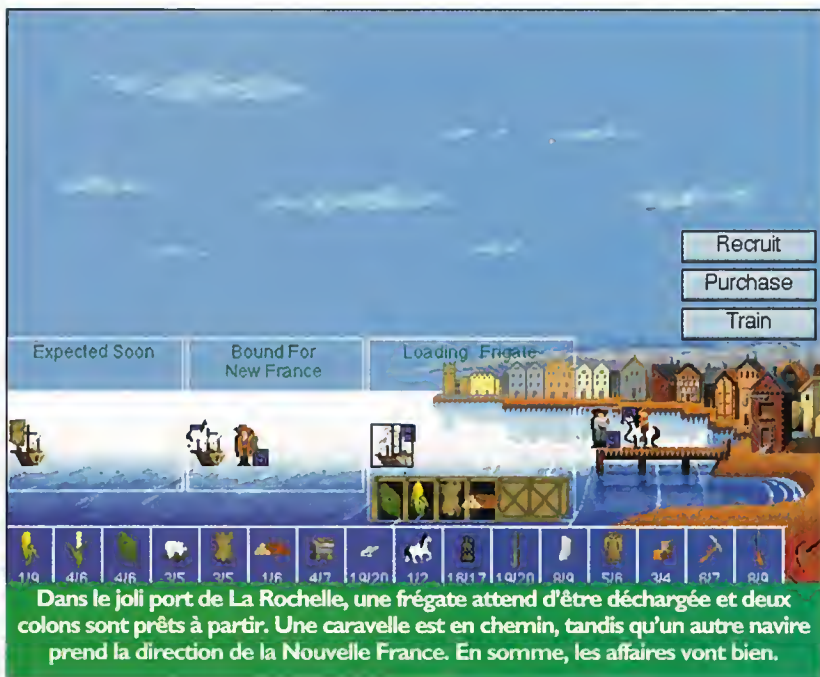 Recruit
Purchase
Train
Expected Soon
Bound For
New France
Loading Frigate
1/9 4/6 4/6 3/5 3/5 1/6 4/7 19/20 1/2 16/17 19/20 8/9 5/6 3/4 6/7 8/9
Dans le joli port de La Rochelle, une frégate attend d'être déchargée et deux
colons sont prêts à partir. Une caravelle est en chemin, tandis qu'un autre navire
prend la direction de la Nouvelle France. En somme, les affaires vont bien.